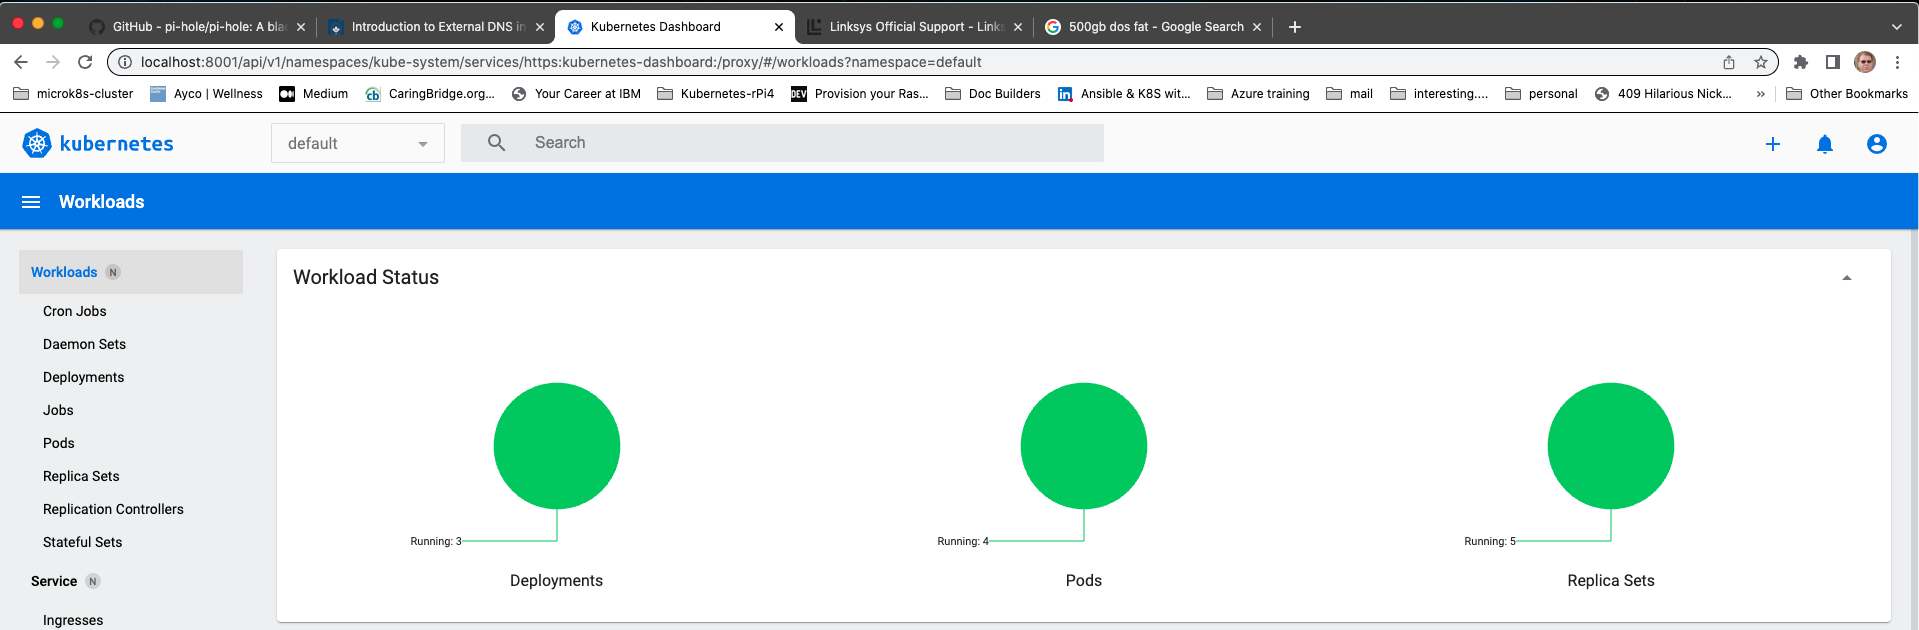 GitHub - pi-hole/pi-hole: A blac
Introduction to External DNS in
Kubernetes Dashboard
Linksys Official Support - Links
500gb dos fat - Google Search
localhost:8001/api/v1/namespaces/kube-system/services/https:kubernetes-dashboard:/proxy/#/workloads?namespace=default
microk8s-cluster
Ayco | Wellness
Medium
cb
CaringBridge.org...
Your Career at IBM
Kubernetes-rPi4
DEV
Provision your Ras...
Doc Builders
in
Ansible & K8S wit...
Azure training
mail
interesting....
personal
409 Hilarious Nick...
»
Other Bookmarks
kubernetes
default
Search
Workloads
Workloads N
Cron Jobs
Daemon Sets
Deployments
Jobs
Pods
Replica Sets
Replication Controllers
Stateful Sets
Service N
Ingresses
Workload Status
Running: 3
Deployments
Running: 4
Pods
Running: 5
Replica Sets